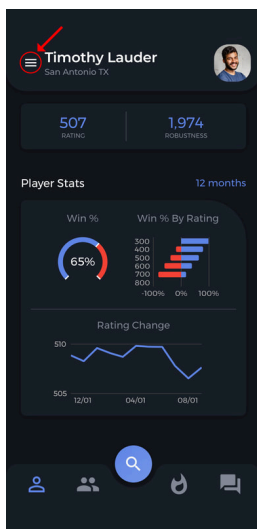 Timothy Lauder
San Antonio TX
507
RATING
1,974
ROBUSTNESS
Player Stats
12 months
Win %
Win % By Rating
65%
300
400
500
600
700
800
-100% 0% 100%
Rating Change
510
505
12/01 04/01 08/01